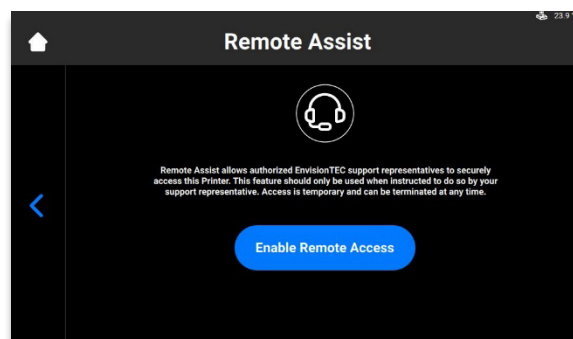 23.9
Remote Assist
Remote Assist allows authorized EnvisionTEC support representatives to securely
access this Printer. This feature should only be used when instructed to do so by your
support representative. Access is temporary and can be terminated at any time.
Enable Remote Access